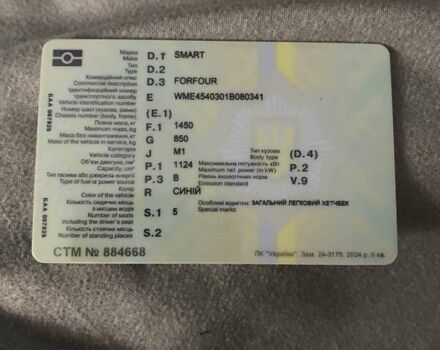 Марка
Make D.1 SMART
Тип
Type D.2
Комерційний опис
Commercial description D.3 FORFOUR
Ідентифікаційний номер
транспортного засобу E WME4540301B080341
Vehicle identification number
Номер шасі (кузова, рами)
Chassis number (body, frame) (E.1)
Повна маса, кг
Maximum mass, kg F.1 1450
Маса без навантаження, кг
Mass of the vehicle in service, kg G 850
Категорія Тип кузова
Vehicle category J M1 Body type (D.4)
Об'єм двигуна, см³
Capacity, cm³ P.1 1124 Максимальна потужність, кВт
Maximum net power (in kW) P.2
Тип палива або джерела енергії
Type of fuel or power source P.3 B Рівень екологічних норм
Emission standard V.9
Колір
Color of the vehicle R СИНІЙ
Кількість сидячих місць
з місцем водія Особливі відмітки: ЗАГАЛЬНИЙ ЛЕГКОВИЙ ХЕТЧБЕК
Number of seats S.1 5 Special marks
including the driver's seat
Кількість стоячих місць
Number of standing places S.2
СТМ № 884668
ПК "Україна". Зам. 24-3175. 2024 р. II кв.